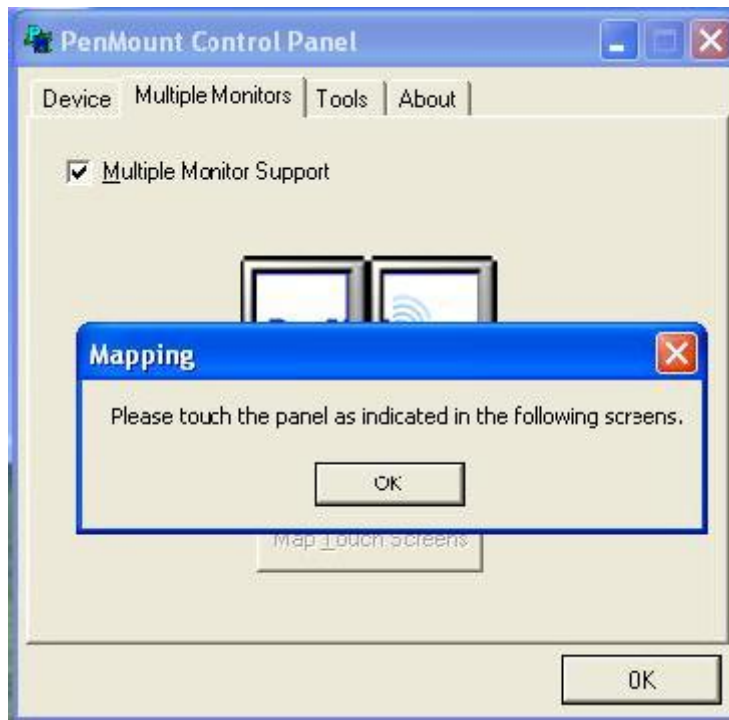 PenMount Control Panel
Device Multiple Monitors Tools About
Multiple Monitor Support
Mapping
Please touch the panel as indicated in the following screens.
OK
Map Touch Screens
OK